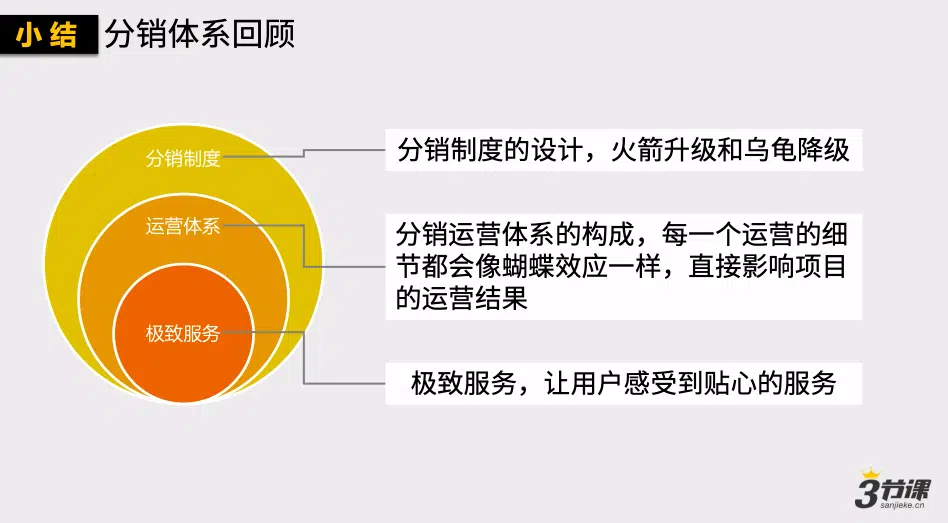 小结 分销体系回顾
分销制度
分销制度的设计，火箭升级和乌龟降级
运营体系
分销运营体系的构成，每一个运营的细
节都会像蝴蝶效应一样，直接影响项目
的运营结果
极致服务
极致服务，让用户感受到贴心的服务
3节课
sanjieke.cn